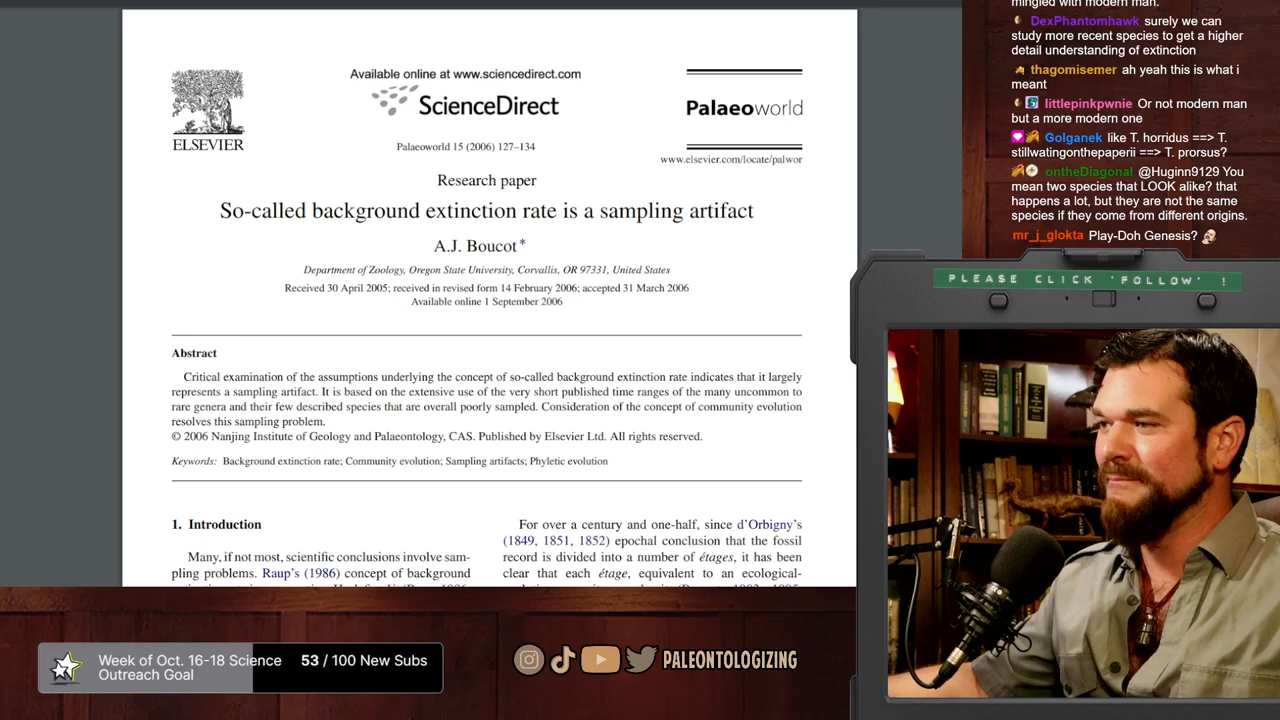 Available online at www.sciencedirect.com
ScienceDirect
ELSEVIER
Palaeoworld
Palaeoworld 15 (2006) 127–134
www.elsevier.com/locate/palwor
Research paper
So-called background extinction rate is a sampling artifact
A.J. Boucot *
Department of Zoology, Oregon State University, Corvallis, OR 97331, United States
Received 30 April 2005; received in revised form 14 February 2006; accepted 31 March 2006
Available online 1 September 2006
Abstract
Critical examination of the assumptions underlying the concept of so-called background extinction rate indicates that it largely
represents a sampling artifact. It is based on the extensive use of the very short published time ranges of the many uncommon to
rare genera and their few described species that are overall poorly sampled. Consideration of the concept of community evolution
resolves this sampling problem.
© 2006 Nanjing Institute of Geology and Palaeontology, CAS. Published by Elsevier Ltd. All rights reserved.
Keywords: Background extinction rate; Community evolution; Sampling artifacts; Phyletic evolution
1. Introduction
Many, if not most, scientific conclusions involve sam-
pling problems. Raup's (1986) concept of background
For over a century and one-half, since d'Orbigny's
(1849, 1851, 1852) epochal conclusion that the fossil
record is divided into a number of étages, it has been
clear that each étage, equivalent to an ecological-
mingled with modern man.
DexPhantomhawk surely we can
study more recent species to get a higher
detail understanding of extinction
thagomisemer ah yeah this is what i
meant
littlepinkpwnie Or not modern man
but a more modern one
Golganek like T. horridus ==> T.
stillwatingonthepaperii ==> T. prorsus?
ontheDiagonal @Huginn9129 You
mean two species that LOOK alike? that
happens a lot, but they are not the same
species if they come from different origins.
mr_j_glokta Play-Doh Genesis?
PLEASE CLICK 'FOLLOW' !
Week of Oct. 16-18 Science
Outreach Goal
53 / 100 New Subs
PALEONTOLOGIZING